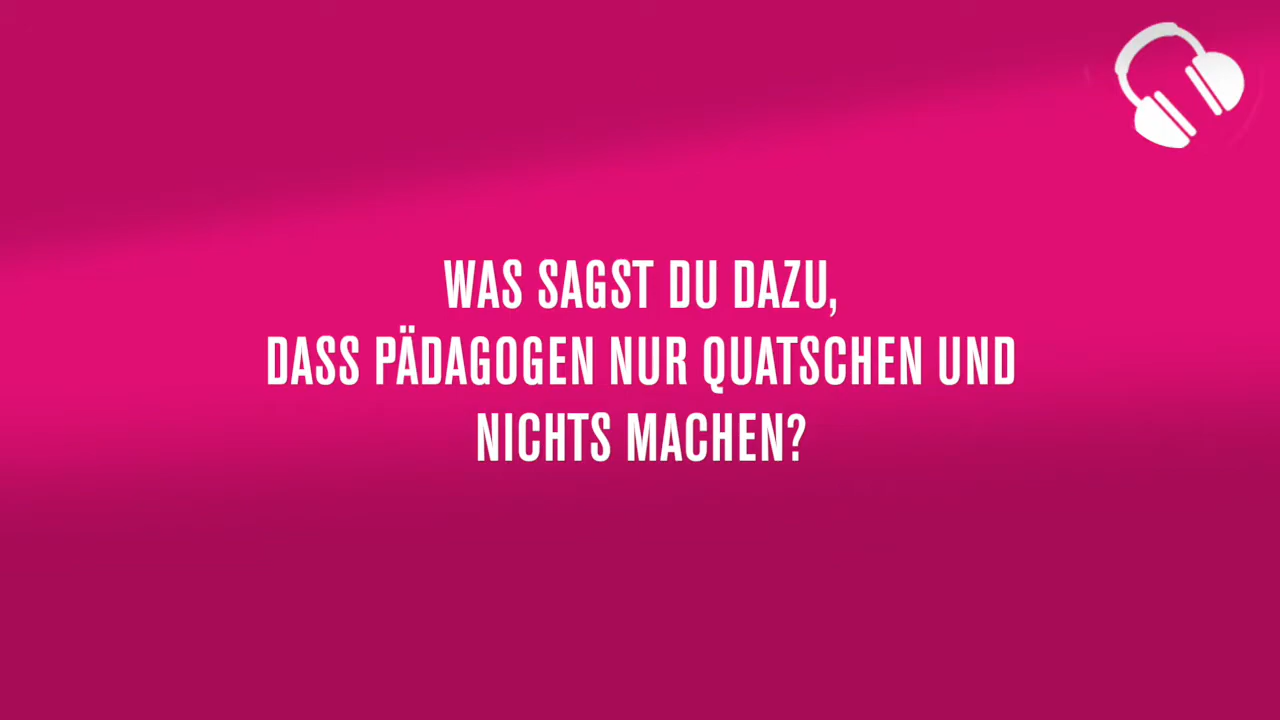 WAS SAGST DU DAZU,
DASS PÄDAGOGEN NUR QUATSCHEN UND
NICHTS MACHEN?